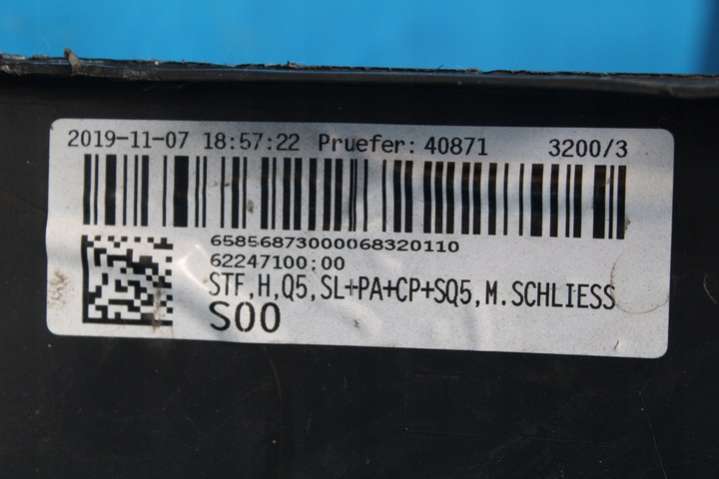 2019-11-07 18:57:22 Pruefer: 40871 3200/3
65856873000068320110
62247100:00
STF,H,Q5,SL+PA+CP+SQ5,M.SCHLIESS
S00